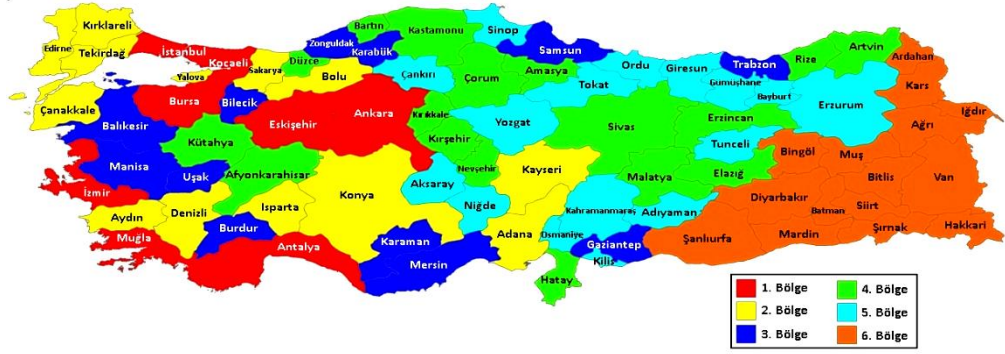 Kırklareli
Edirne
Tekirdağ
İstanbul
Kocaeli
Yalova
Sakarya
Düzce
Bolu
Zonguldak
Bartın
Karabük
Kastamonu
Sinop
Samsun
Çankırı
Çorum
Amasya
Tokat
Ordu
Giresun
Trabzon
Gümüşhane
Bayburt
Rize
Artvin
Ardahan
Kars
Iğdır
Ağrı
Erzurum
Erzincan
Çanakkale
Balıkesir
Bursa
Bilecik
Eskişehir
Ankara
Kırıkkale
Kırşehir
Yozgat
Sivas
Tunceli
Bingöl
Muş
Kütahya
Manisa
Uşak
Afyonkarahisar
İzmir
Aydın
Denizli
Isparta
Konya
Aksaray
Nevşehir
Kayseri
Niğde
Malatya
Elazığ
Diyarbakır
Batman
Bitlis
Siirt
Van
Muğla
Burdur
Antalya
Karaman
Mersin
Adana
Osmaniye
Kahramanmaraş
Adıyaman
Gaziantep
Kilis
Hatay
Şanlıurfa
Mardin
Şırnak
Hakkari
1. Bölge
2. Bölge
3. Bölge
4. Bölge
5. Bölge
6. Bölge